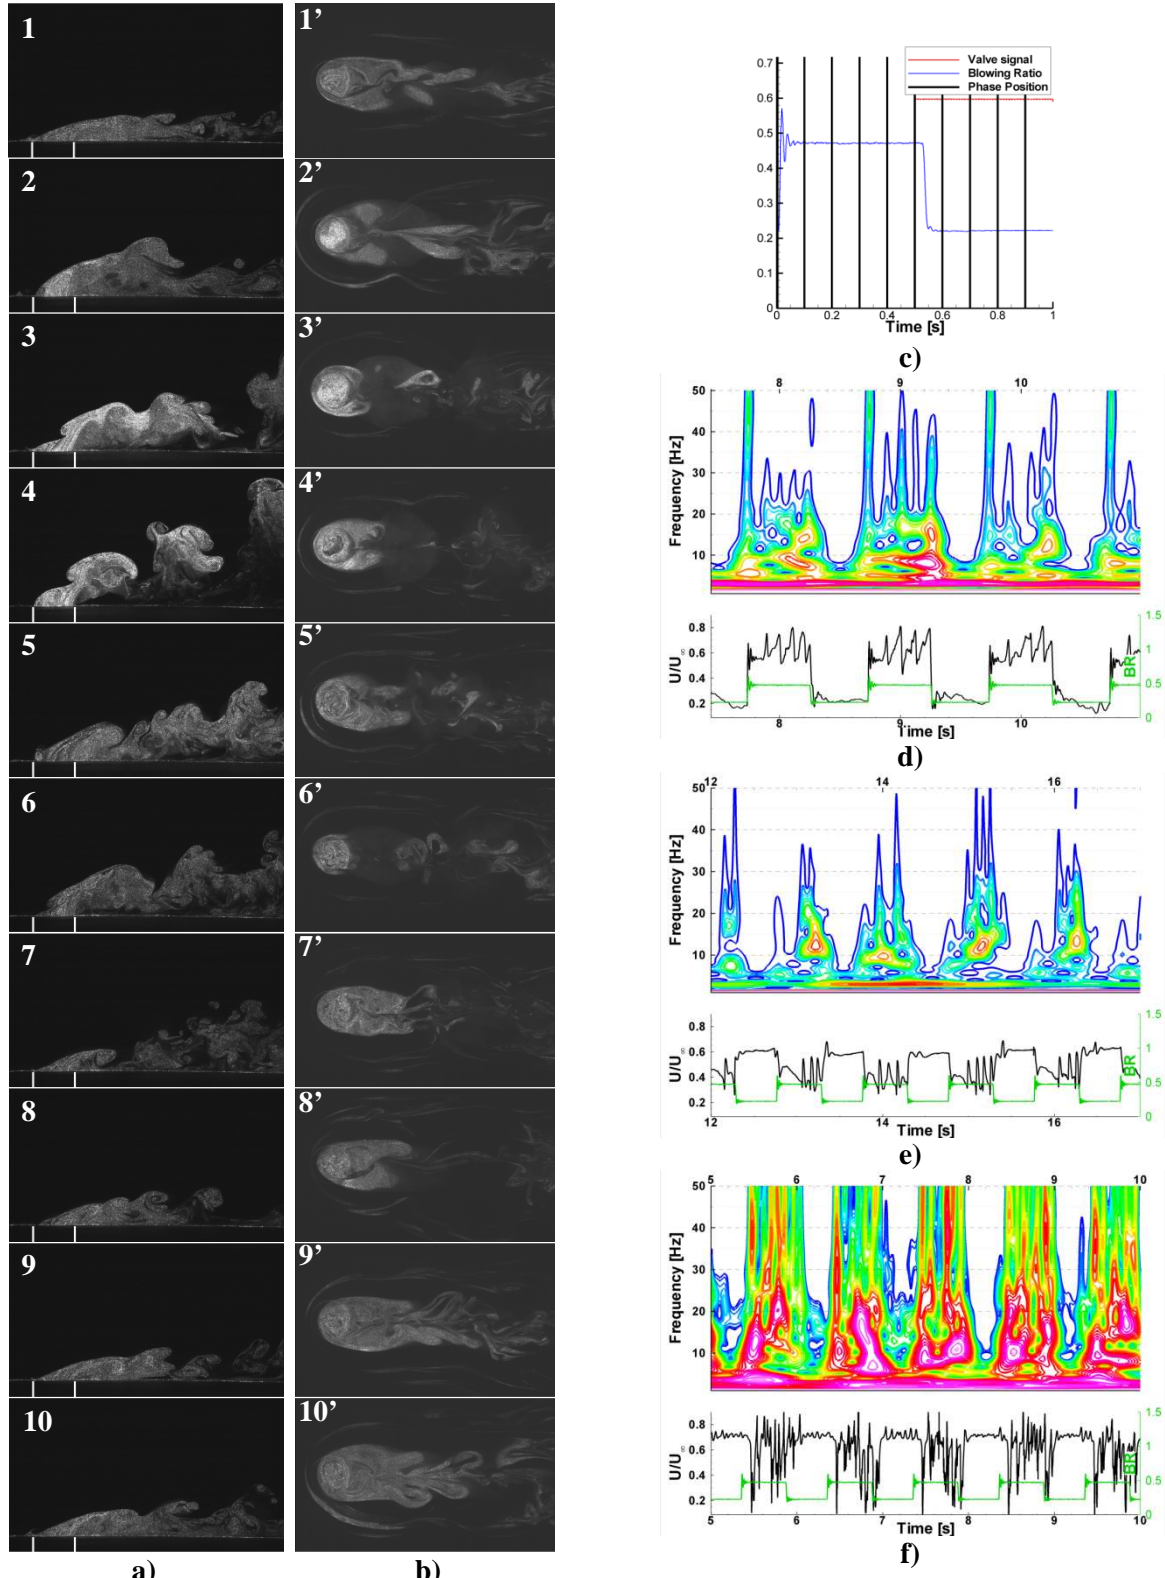 1
2
3
4
5
6
7
8
9
10
a)
1’
2’
3’
4’
5’
6’
7’
8’
9’
10’
b)
Valve signal
Blowing Ratio
Phase Position
0.7
0.6
0.5
0.4
0.3
0.2
0.1
0
0 0.2 0.4 0.6 0.8 1
Time [s]
c)
8 9 10
50
40
30
20
10
Frequency [Hz]
0.8
0.6
0.4
0.2
U/U∞
1.5
1
0.5
0
BR
8 9 10
Time [s]
d)
12 14 16
50
40
30
20
10
Frequency [Hz]
0.8
0.6
0.4
0.2
U/U∞
1.5
1
0.5
0
BR
12 14 16
Time [s]
e)
5 6 7 8 9 10
50
40
30
20
10
Frequency [Hz]
0.8
0.6
0.4
0.2
U/U∞
1.5
1
0.5
0
BR
5 6 7 8 9 10
Time [s]
f)